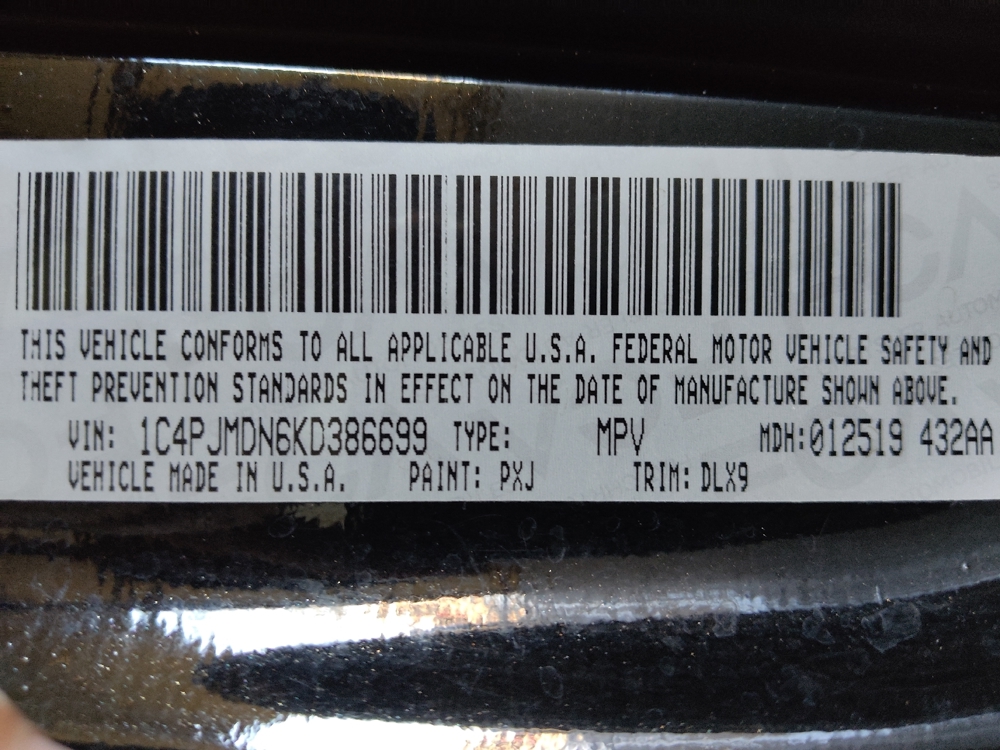 THIS VEHICLE CONFORMS TO ALL APPLICABLE U.S.A. FEDERAL MOTOR VEHICLE SAFETY AND
THEFT PREVENTION STANDARDS IN EFFECT ON THE DATE OF MANUFACTURE SHOWN ABOVE.
VIN: 1C4PJMDN6KD386699 TYPE: MPV MDH:012519 432AA
VEHICLE MADE IN U.S.A. PAINT: PXJ TRIM: DLX9